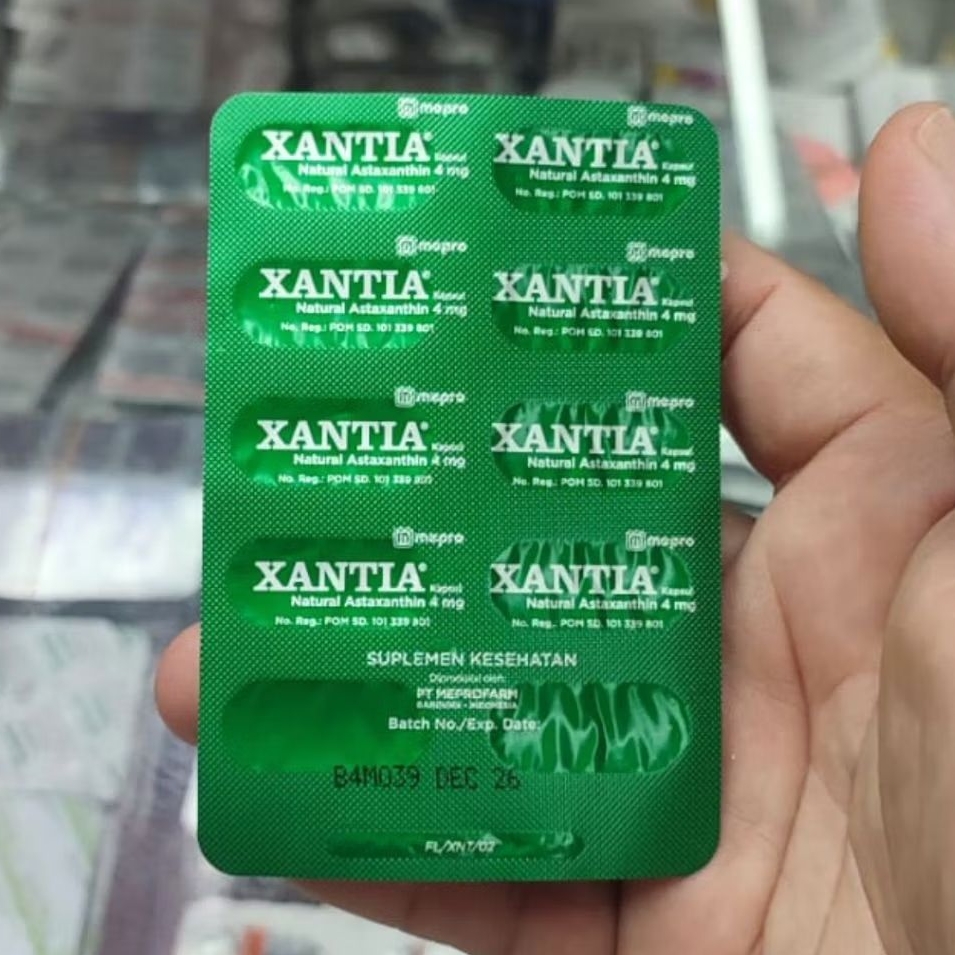 mepro
XANTIA® Kapsul
Natural Astaxanthin 4 mg
No. Reg.: POM SD. 101 339 801
mepro
XANTIA® Kapsul
Natural Astaxanthin 4 mg
No. Reg.: POM SD. 101 339 801
mepro
XANTIA® Kapsul
Natural Astaxanthin 4 mg
No. Reg.: POM SD. 101 339 801
mepro
XANTIA® Kapsul
Natural Astaxanthin 4 mg
No. Reg.: POM SD. 101 339 801
mepro
XANTIA® Kapsul
Natural Astaxanthin 4 mg
No. Reg.: POM SD. 101 339 801
mepro
XANTIA® Kapsul
Natural Astaxanthin 4 mg
No. Reg.: POM SD. 101 339 801
mepro
XANTIA® Kapsul
Natural Astaxanthin 4 mg
No. Reg.: POM SD. 101 339 801
mepro
XANTIA® Kapsul
Natural Astaxanthin 4 mg
No. Reg.: POM SD. 101 339 801
SUPLEMEN KESEHATAN
Diproduksi oleh:
PT MEPROFARM
BANDUNG - INDONESIA
Batch No./Exp. Date:
B4M039 DEC 26
FL/XNT/02